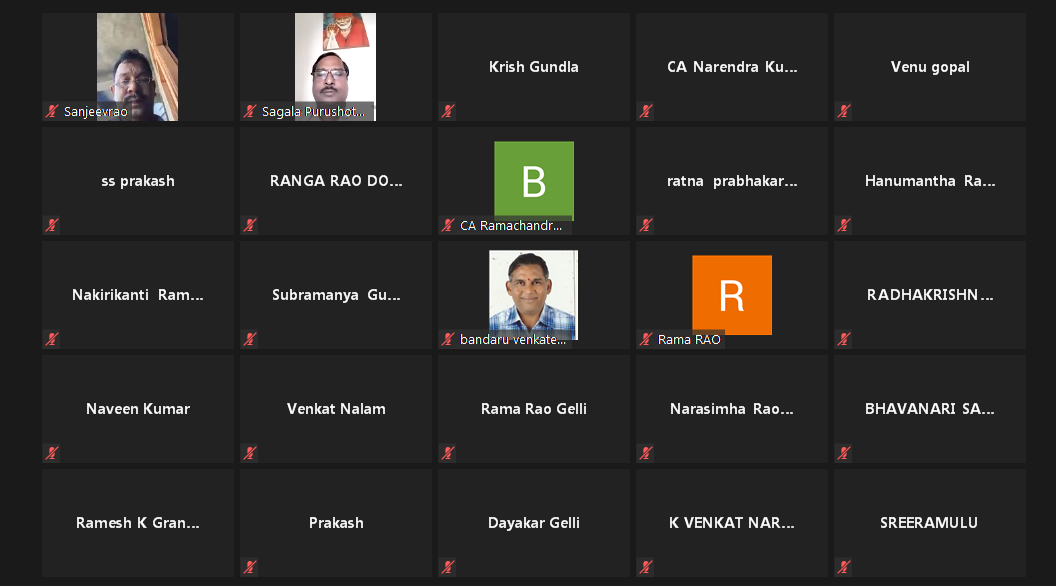 Sanjeevrao
Sagala Purushot...
Krish Gundla
CA Narendra Ku...
Venu gopal
ss prakash
RANGA RAO DO...
B
CA Ramachandr...
ratna prabhakar...
Hanumantha Ra...
Nakirikanti Ram...
Subramanya Gu...
bandaru venkate...
R
Rama RAO
RADHAKRISHN...
Naveen Kumar
Venkat Nalam
Rama Rao Gelli
Narasimha Rao...
BHAVANARI SA...
Ramesh K Gran...
Prakash
Dayakar Gelli
K VENKAT NAR...
SREERAMULU